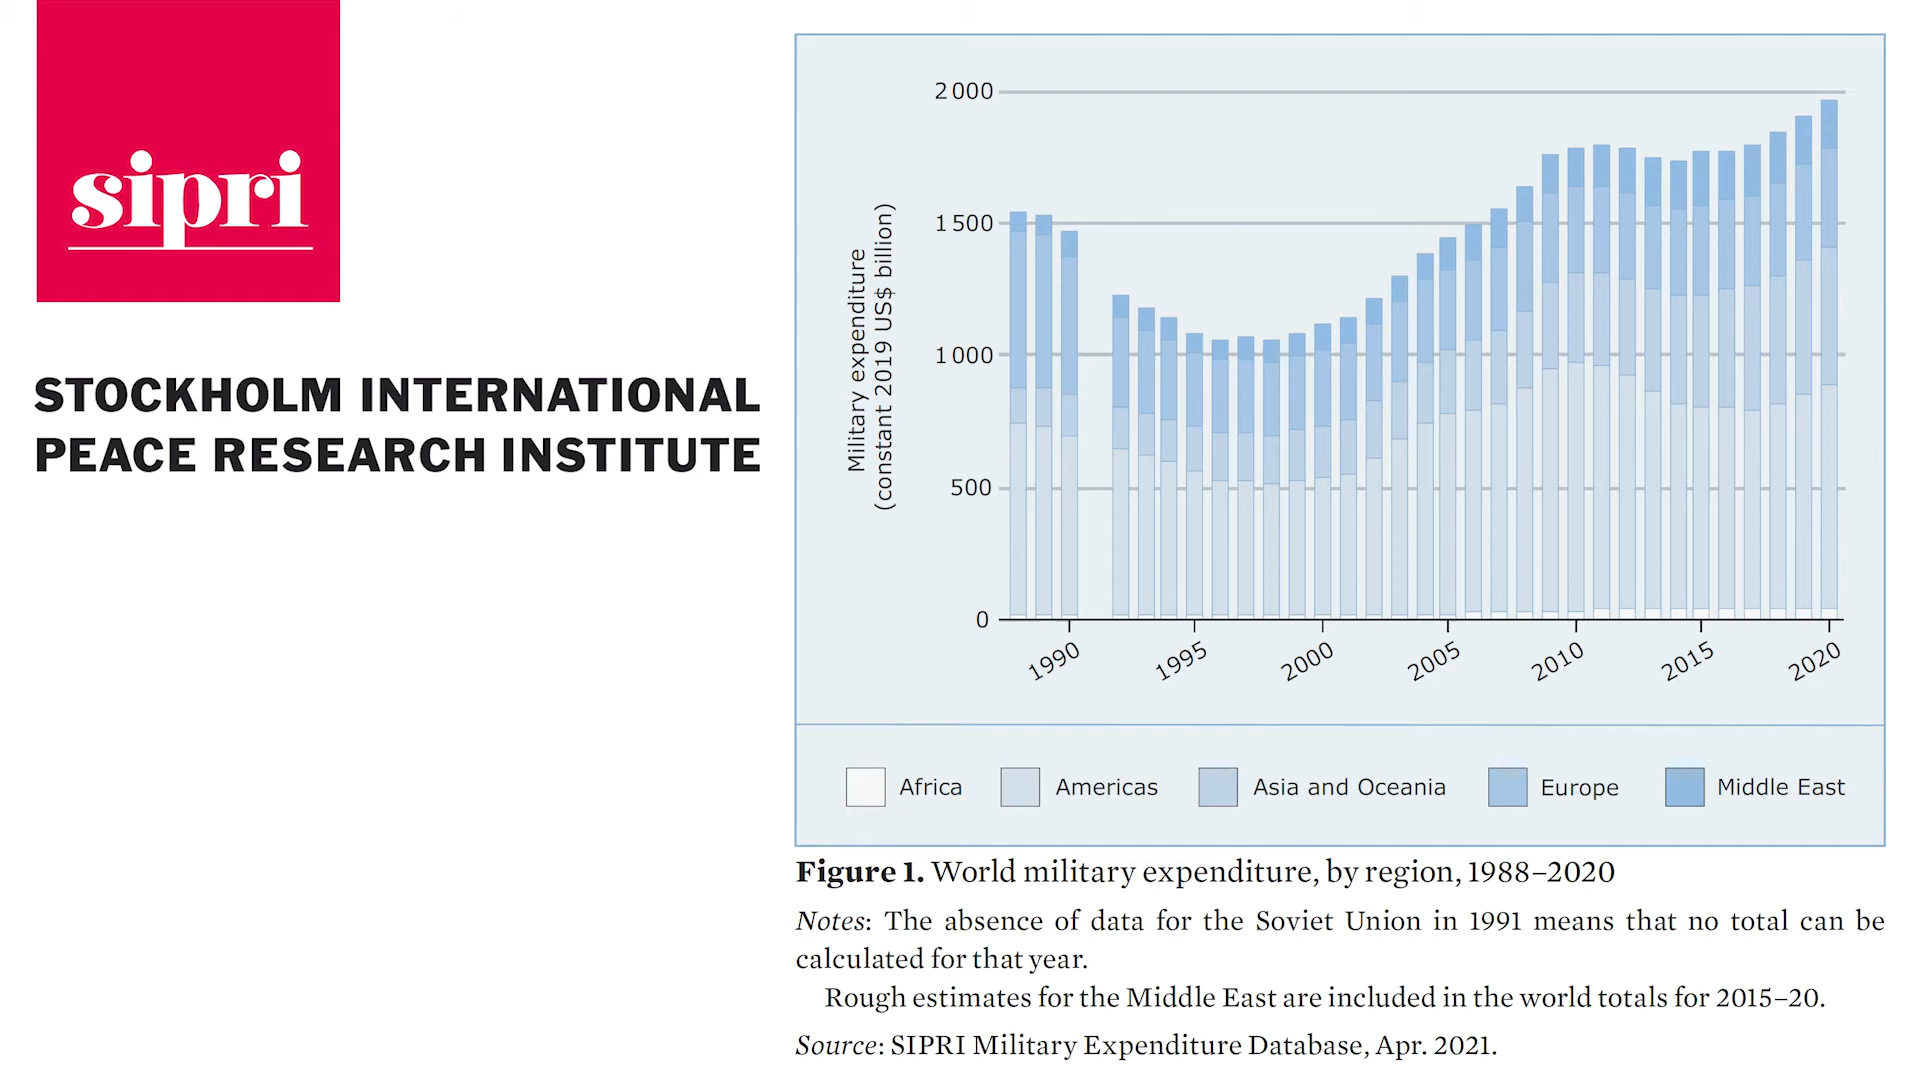 sipri
STOCKHOLM INTERNATIONAL
PEACE RESEARCH INSTITUTE
Military expenditure
(constant 2019 US$ billion)
2 000
1 500
1 000
500
0
1990
1995
2000
2005
2010
2015
2020
Africa
Americas
Asia and Oceania
Europe
Middle East
Figure 1. World military expenditure, by region, 1988–2020
Notes: The absence of data for the Soviet Union in 1991 means that no total can be
calculated for that year.
Rough estimates for the Middle East are included in the world totals for 2015–20.
Source: SIPRI Military Expenditure Database, Apr. 2021.